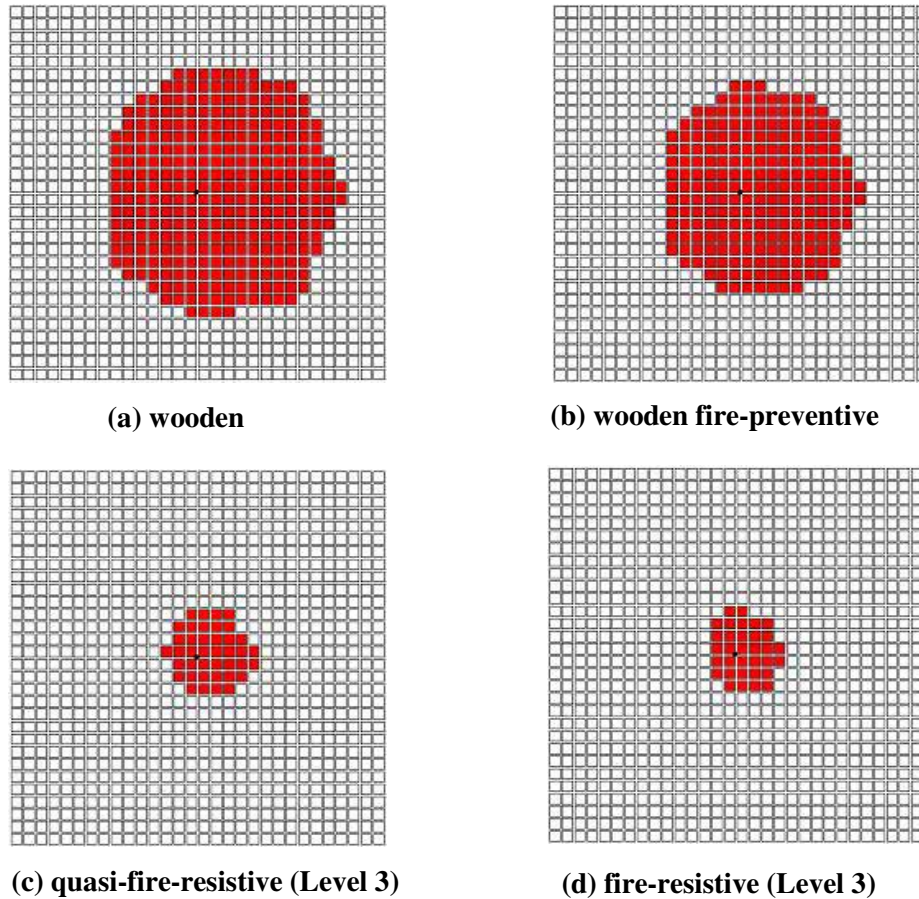 (a) wooden
(b) wooden fire-preventive
(c) quasi-fire-resistive (Level 3)
(d) fire-resistive (Level 3)